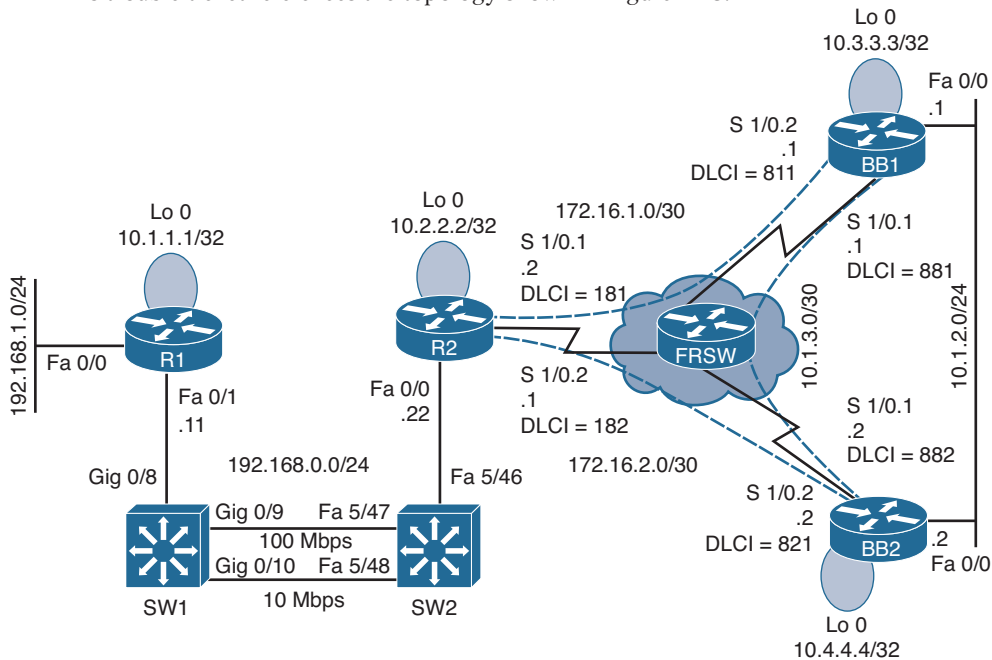 Lo 0
10.3.3.3/32
Fa 0/0
.1
BB1
S 1/0.2
.1
DLCI = 811
Lo 0
10.1.1.1/32
Lo 0
10.2.2.2/32
172.16.1.0/30
S 1/0.1
.2
DLCI = 181
S 1/0.1
.1
DLCI = 881
192.168.1.0/24
Fa 0/0
R1
R2
FRSW
10.1.3.0/30
10.1.2.0/24
Fa 0/1
.11
Fa 0/0
.22
S 1/0.2
.1
DLCI = 182
S 1/0.1
.2
DLCI = 882
Gig 0/8
192.168.0.0/24
Fa 5/46
172.16.2.0/30
S 1/0.2
.2
DLCI = 821
BB2
.2
Fa 0/0
Gig 0/9
Fa 5/47
100 Mbps
Gig 0/10
Fa 5/48
10 Mbps
SW1
SW2
Lo 0
10.4.4.4/32